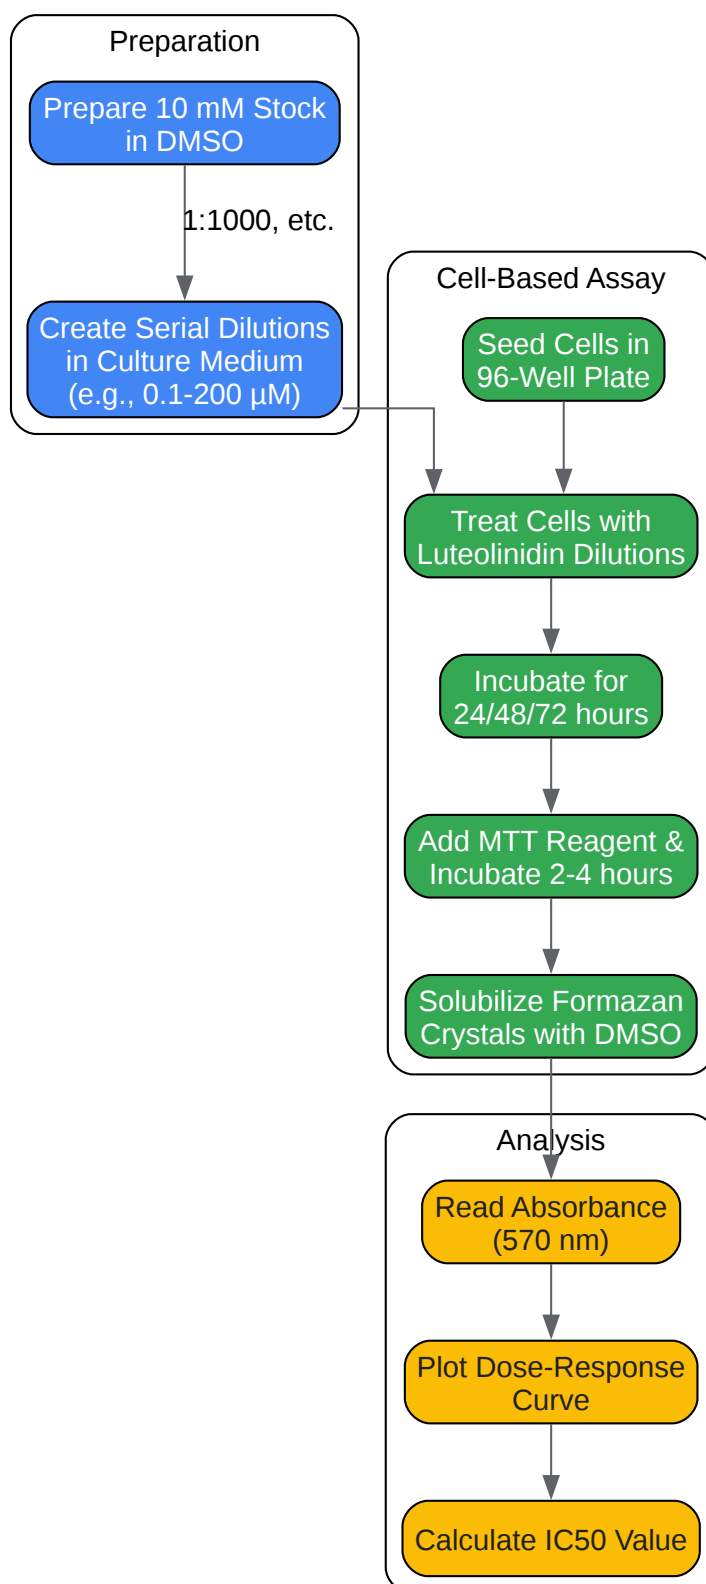 Preparation
Prepare 10 mM Stock
in DMSO
1:1000, etc.
Create Serial Dilutions
in Culture Medium
(e.g., 0.1-200 µM)
Cell-Based Assay
Seed Cells in
96-Well Plate
Treat Cells with
Luteolinidin Dilutions
Incubate for
24/48/72 hours
Add MTT Reagent &
Incubate 2-4 hours
Solubilize Formazan
Crystals with DMSO
Analysis
Read Absorbance
(570 nm)
Plot Dose-Response
Curve
Calculate IC50 Value